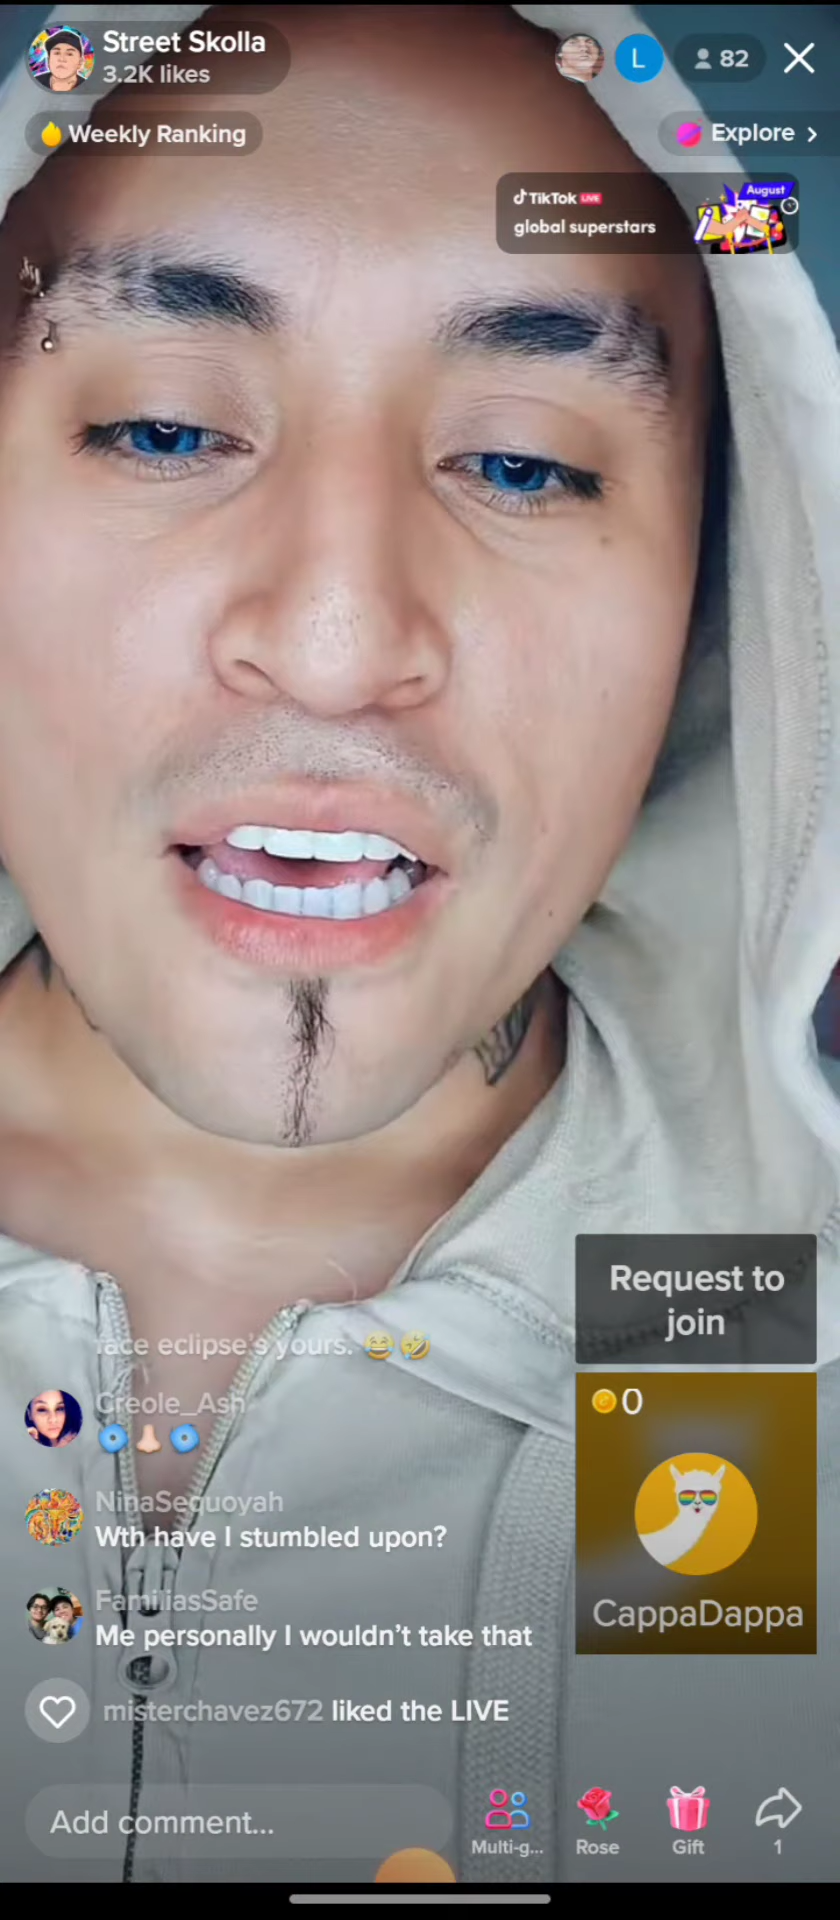 Street Skolla
3.2K likes
L
82
Weekly Ranking
Explore
TikTok LIVE
August
global superstars
Request to
join
face eclipse's yours. 😂🤣
Creole_Ash
🧿👃🏻🧿
0
NinaSequoyah
Wth have I stumbled upon?
FamiliasSafe
Me personally I wouldn't take that
CappaDappa
misterchavez672 liked the LIVE
Add comment...
Multi-g...
Rose
Gift
1